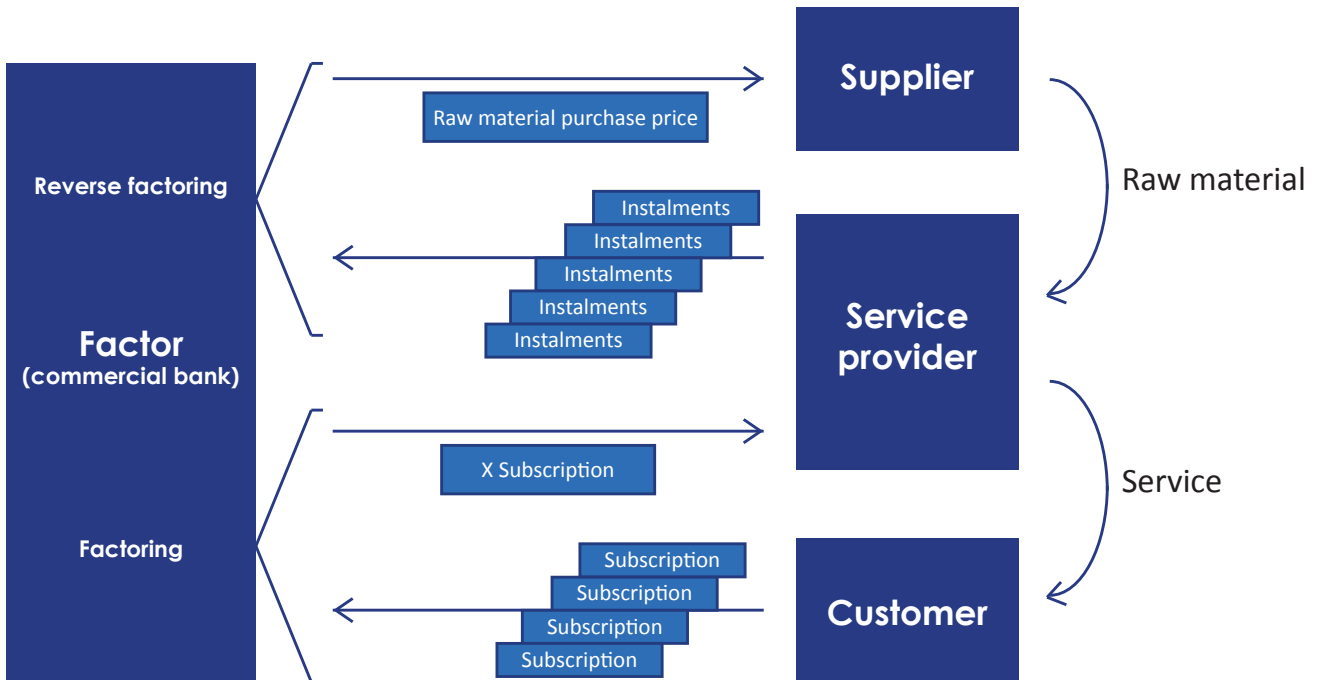 Supplier
Raw material purchase price
Raw material
Reverse factoring
Instalments
Instalments
Instalments
Instalments
Instalments
Service
provider
Factor
(commercial bank)
X Subscription
Service
Factoring
Subscription
Subscription
Subscription
Subscription
Customer